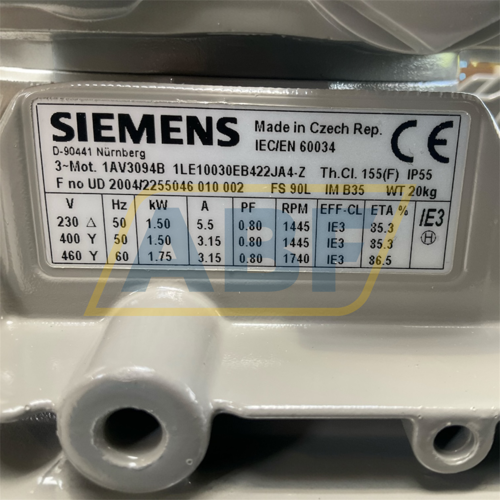 SIEMENS
Made in Czech Rep.
IEC/EN 60034
CE
D-90441 Nürnberg
3~Mot. 1AV3094B 1LE10030EB422JA4-Z Th.Cl. 155(F) IP55
F no UD 2004/2255046 010 002 FS 90L IM B35 WT 20kg
V Hz kW A PF RPM EFF-CL ETA % IE3
230 Δ 50 1.50 5.5 0.80 1445 IE3 85.3
400 Y 50 1.50 3.15 0.80 1445 IE3 85.3
460 Y 60 1.75 3.15 0.80 1740 IE3 86.5
ABF